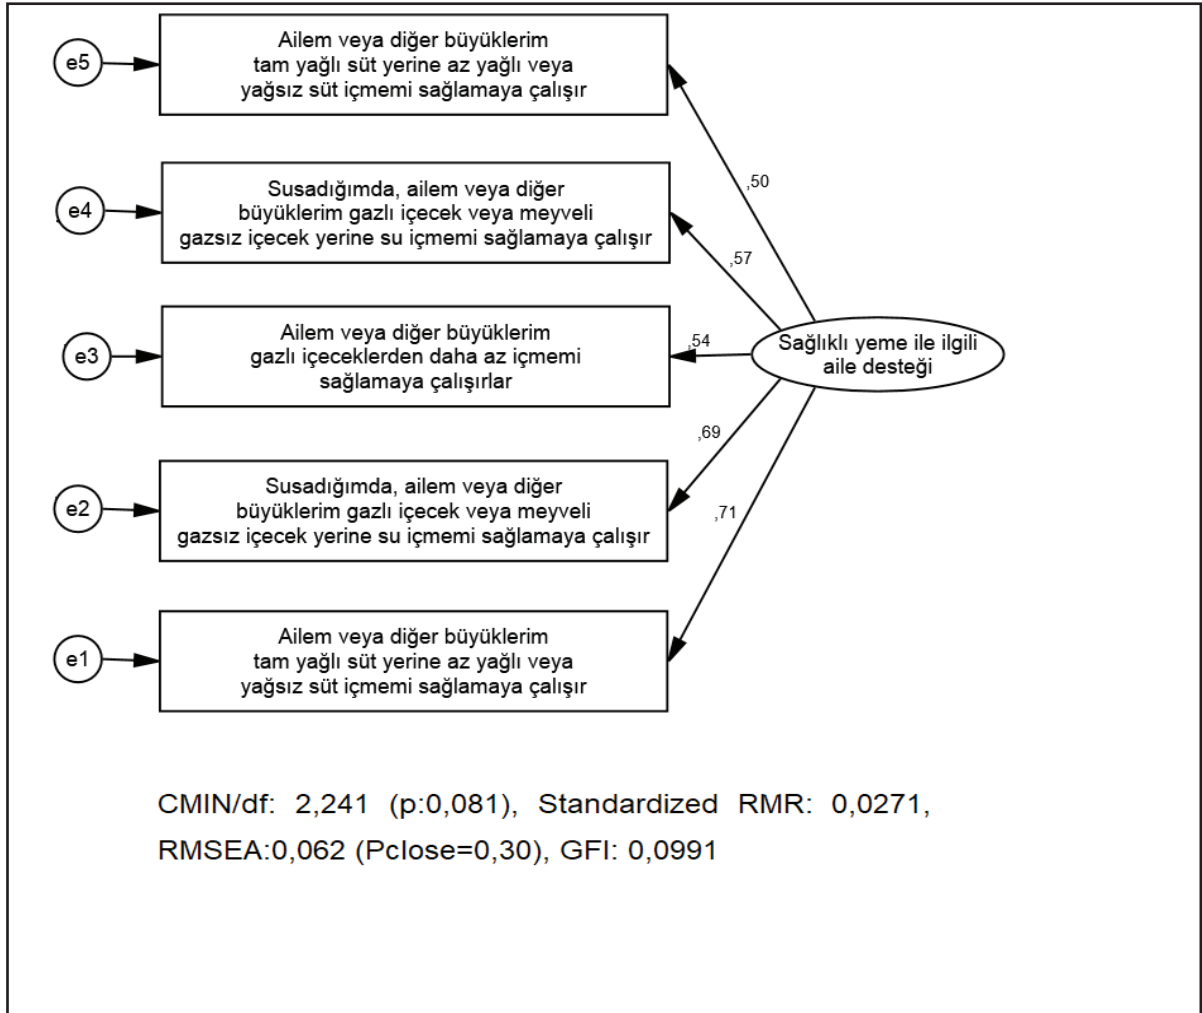 e5
Ailem veya diğer büyüklerim
tam yağlı süt yerine az yağlı veya
yağsız süt içmemi sağlamaya çalışır
,50
e4
Susadığımda, ailem veya diğer
büyüklerim gazlı içecek veya meyveli
gazsız içecek yerine su içmemi sağlamaya çalışır
,57
e3
Ailem veya diğer büyüklerim
gazlı içeceklerden daha az içmemi
sağlamaya çalışırlar
,54
Sağlıklı yeme ile ilgili
aile desteği
,69
e2
Susadığımda, ailem veya diğer
büyüklerim gazlı içecek veya meyveli
gazsız içecek yerine su içmemi sağlamaya çalışır
,71
e1
Ailem veya diğer büyüklerim
tam yağlı süt yerine az yağlı veya
yağsız süt içmemi sağlamaya çalışır
CMIN/df: 2,241 (p:0,081), Standardized RMR: 0,0271,
RMSEA:0,062 (Pclose=0,30), GFI: 0,0991